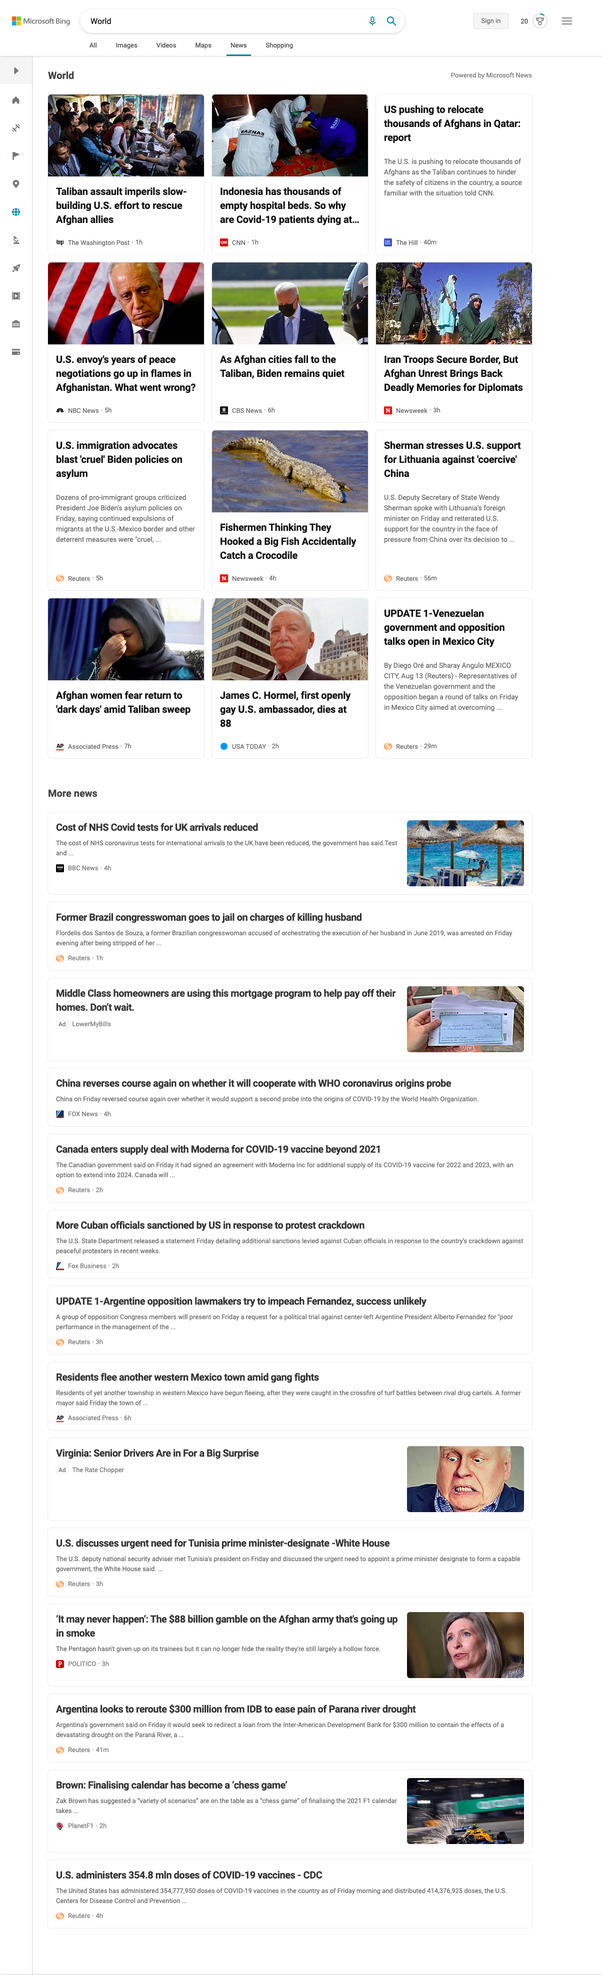 Microsoft Bing
World
Sign in
20
All
Images
Videos
Maps
News
Shopping
World
Powered by Microsoft News
Taliban assault imperils slow-
building U.S. effort to rescue
Afghan allies
The Washington Post · 1h
BAZNAS
Indonesia has thousands of
empty hospital beds. So why
are Covid-19 patients dying at...
CNN · 1h
US pushing to relocate
thousands of Afghans in Qatar:
report
The U.S. is pushing to relocate thousands of
Afghans as the Taliban continues to hinder
the safety of citizens in the country, a source
familiar with the situation told CNN.
The Hill · 40m
U.S. envoy's years of peace
negotiations go up in flames in
Afghanistan. What went wrong?
NBC News · 5h
As Afghan cities fall to the
Taliban, Biden remains quiet
CBS News · 6h
Iran Troops Secure Border, But
Afghan Unrest Brings Back
Deadly Memories for Diplomats
Newsweek · 3h
U.S. immigration advocates
blast 'cruel' Biden policies on
asylum
Dozens of pro-immigrant groups criticized
President Joe Biden's asylum policies on
Friday, saying continued expulsions of
migrants at the U.S.-Mexico border and other
deterrent measures were "cruel, ...
Reuters · 5h
Fishermen Thinking They
Hooked a Big Fish Accidentally
Catch a Crocodile
Newsweek · 4h
Sherman stresses U.S. support
for Lithuania against 'coercive'
China
U.S. Deputy Secretary of State Wendy
Sherman spoke with Lithuania's foreign
minister on Friday and reiterated U.S.
support for the country in the face of
pressure from China over its decision to ...
Reuters · 56m
Afghan women fear return to
'dark days' amid Taliban sweep
AP Associated Press · 7h
James C. Hormel, first openly
gay U.S. ambassador, dies at
88
USA TODAY · 2h
UPDATE 1-Venezuelan
government and opposition
talks open in Mexico City
By Diego Oré and Sharay Angulo MEXICO
CITY, Aug 13 (Reuters) - Representatives of
the Venezuelan government and the
opposition began a round of talks on Friday
in Mexico City aimed at overcoming ...
Reuters · 29m
More news
Cost of NHS Covid tests for UK arrivals reduced
The cost of NHS coronavirus tests for international arrivals to the UK have been reduced, the government has said.Test
and ...
BBC News · 4h
Former Brazil congresswoman goes to jail on charges of killing husband
Flordelis dos Santos de Souza, a former Brazilian congresswoman accused of orchestrating the execution of her husband in June 2019, was arrested on Friday
evening after being stripped of her ...
Reuters · 1h
Middle Class homeowners are using this mortgage program to help pay off their
homes. Don't wait.
Ad LowerMyBills
China reverses course again on whether it will cooperate with WHO coronavirus origins probe
China on Friday reversed course again over whether it would support a second probe into the origins of COVID-19 by the World Health Organization.
FOX News · 4h
Canada enters supply deal with Moderna for COVID-19 vaccine beyond 2021
The Canadian government said on Friday it had signed an agreement with Moderna Inc for additional supply of its COVID-19 vaccine for 2022 and 2023, with an
option to extend into 2024. Canada will ...
Reuters · 2h
More Cuban officials sanctioned by US in response to protest crackdown
The U.S. State Department released a statement Friday detailing additional sanctions levied against Cuban officials in response to the country's crackdown against
peaceful protesters in recent weeks.
Fox Business · 2h
UPDATE 1-Argentine opposition lawmakers try to impeach Fernandez, success unlikely
A group of opposition Congress members will present on Friday a request for a political trial against center-left Argentine President Alberto Fernandez for "poor
performance in the management of the ...
Reuters · 3h
Residents flee another western Mexico town amid gang fights
Residents of yet another township in western Mexico have begun fleeing, after they were caught in the crossfire of turf battles between rival drug cartels. A former
mayor said Friday the town of ...
AP Associated Press · 6h
Virginia: Senior Drivers Are in For a Big Surprise
Ad The Rate Chopper
U.S. discusses urgent need for Tunisia prime minister-designate -White House
The U.S. deputy national security adviser met Tunisia's president on Friday and discussed the urgent need to appoint a prime minister designate to form a capable
government, the White House said. ...
Reuters · 3h
'It may never happen': The $88 billion gamble on the Afghan army that's going up
in smoke
The Pentagon hasn't given up on its trainees but it can no longer hide the reality they're still largely a hollow force.
POLITICO · 3h
Argentina looks to reroute $300 million from IDB to ease pain of Parana river drought
Argentina's government said on Friday it would seek to redirect a loan from the Inter-American Development Bank for $300 million to contain the effects of a
devastating drought on the Paraná River, a ...
Reuters · 41m
Brown: Finalising calendar has become a 'chess game'
Zak Brown has suggested a "variety of scenarios" are on the table as a "chess game" of finalising the 2021 F1 calendar
takes ...
PlanetF1 · 2h
U.S. administers 354.8 mln doses of COVID-19 vaccines - CDC
The United States has administered 354,777,950 doses of COVID-19 vaccines in the country as of Friday morning and distributed 414,376,925 doses, the U.S.
Centers for Disease Control and Prevention ...
Reuters · 4h